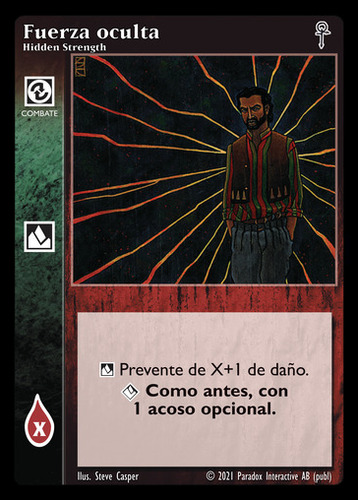 Fuerza oculta
Hidden Strength
COMBATE
Prevente de X+1 de daño.
Como antes, con
1 acoso opcional.
X
Ilus. Steve Casper
© 2021 Paradox Interactive AB (publ)